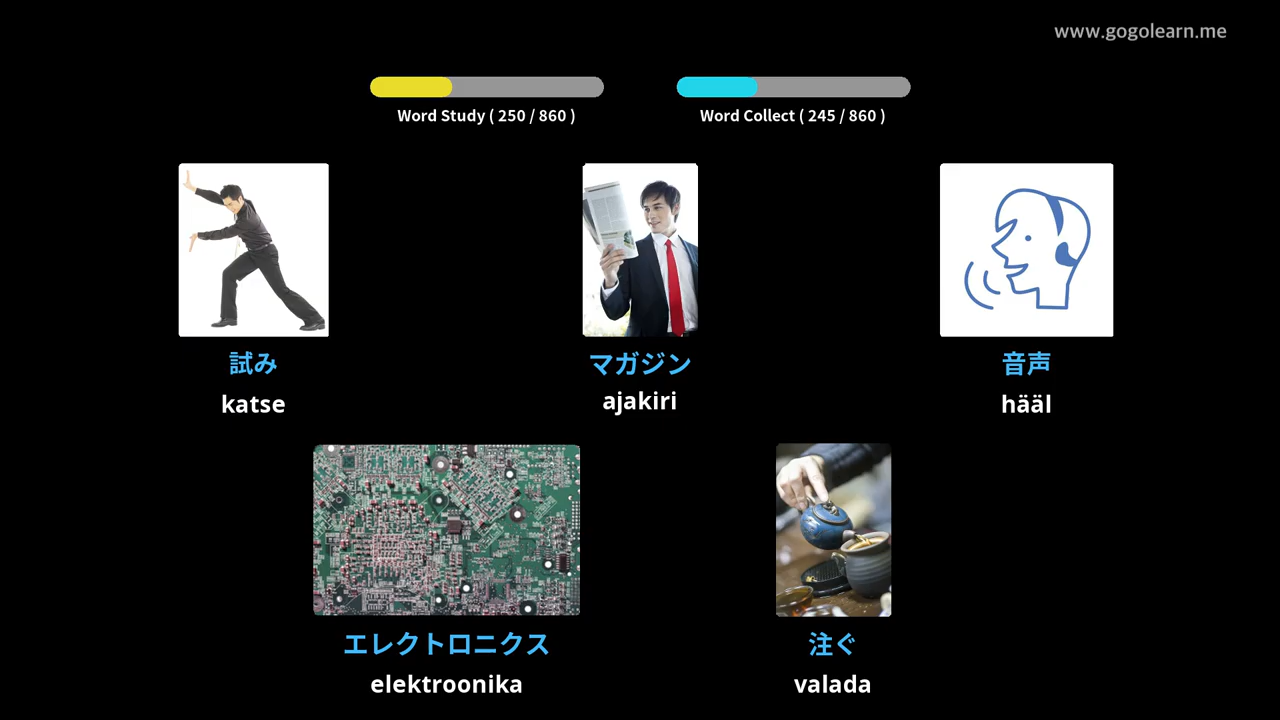 www.gogolearn.me
Word Study ( 250 / 860 )
Word Collect ( 245 / 860 )
試み
マガジン
音声
katse
ajakiri
hääl
エレクトロニクス
注ぐ
elektroonika
valada